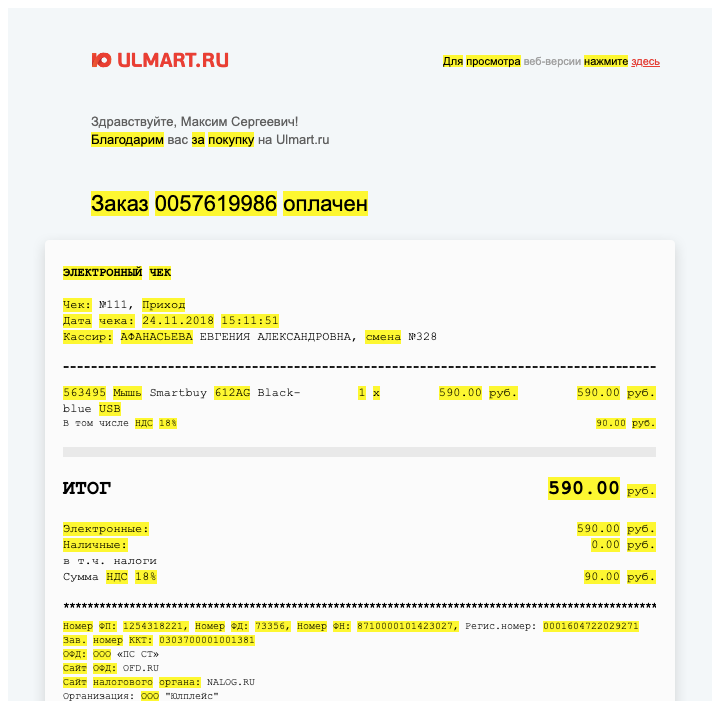 ULMART.RU
Для просмотра веб-версии нажмите здесь
Здравствуйте, Максим Сергеевич!
Благодарим вас за покупку на Ulmart.ru
Заказ 0057619986 оплачен
ЭЛЕКТРОННЫЙ ЧЕК
Чек: №111, Приход
Дата чека: 24.11.2018 15:11:51
Кассир: АФАНАСЬЕВА ЕВГЕНИЯ АЛЕКСАНДРОВНА, смена №328
563495 Мышь Smartbuy 612AG Black- 1 x 590.00 руб. 590.00 руб.
blue USB
В том числе НДС 18% 90.00 руб.
ИТОГ 590.00 руб.
Электронные: 590.00 руб.
Наличные: 0.00 руб.
в т.ч. налоги
Сумма НДС 18% 90.00 руб.
Номер ФП: 1254318221, Номер ФД: 73356, Номер ФН: 8710000101423027, Регис.номер: 0001604722029271
Зав. номер ККТ: 0303700001001381
ОФД: ООО «ПС СТ»
Сайт ОФД: OFD.RU
Сайт налогового органа: NALOG.RU
Организация: ООО "Юлплейс"